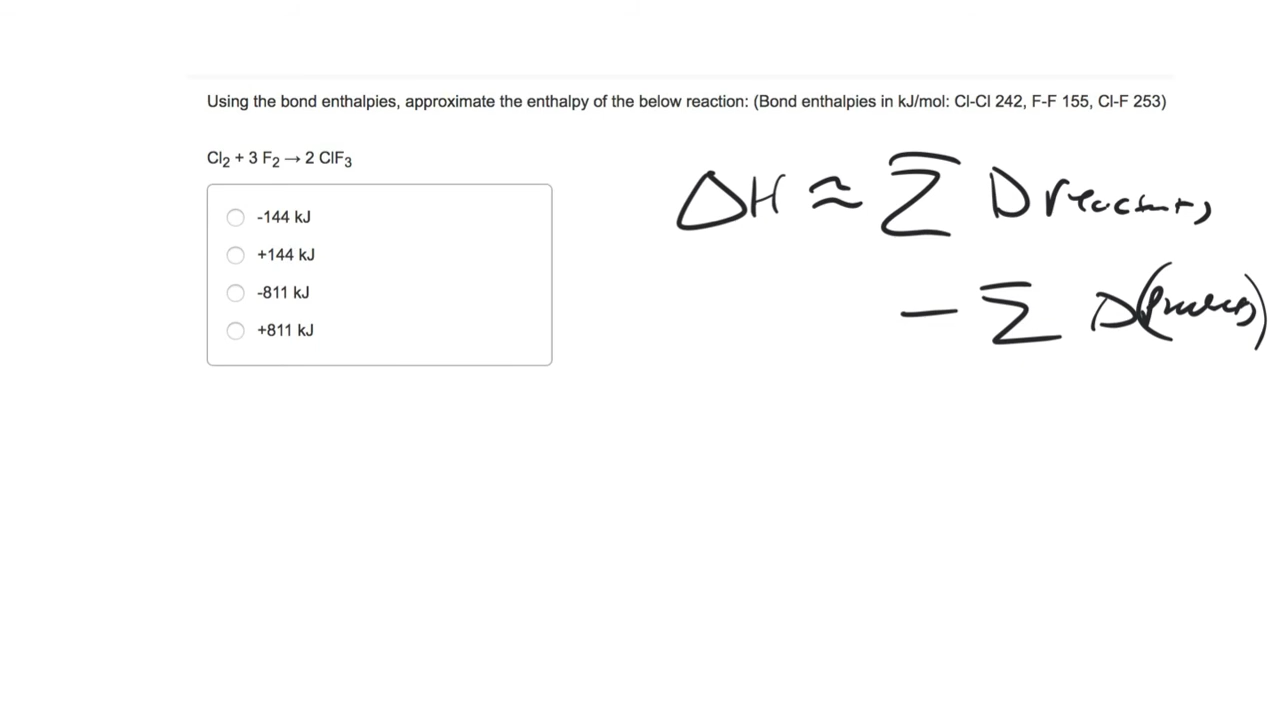 Using the bond enthalpies, approximate the enthalpy of the below reaction: (Bond enthalpies in kJ/mol: Cl-Cl 242, F-F 155, Cl-F 253)
Cl₂ + 3 F₂ → 2 ClF₃
-144 kJ
+144 kJ
-811 kJ
+811 kJ
ΔH ≈ Σ D reactants
- Σ D(